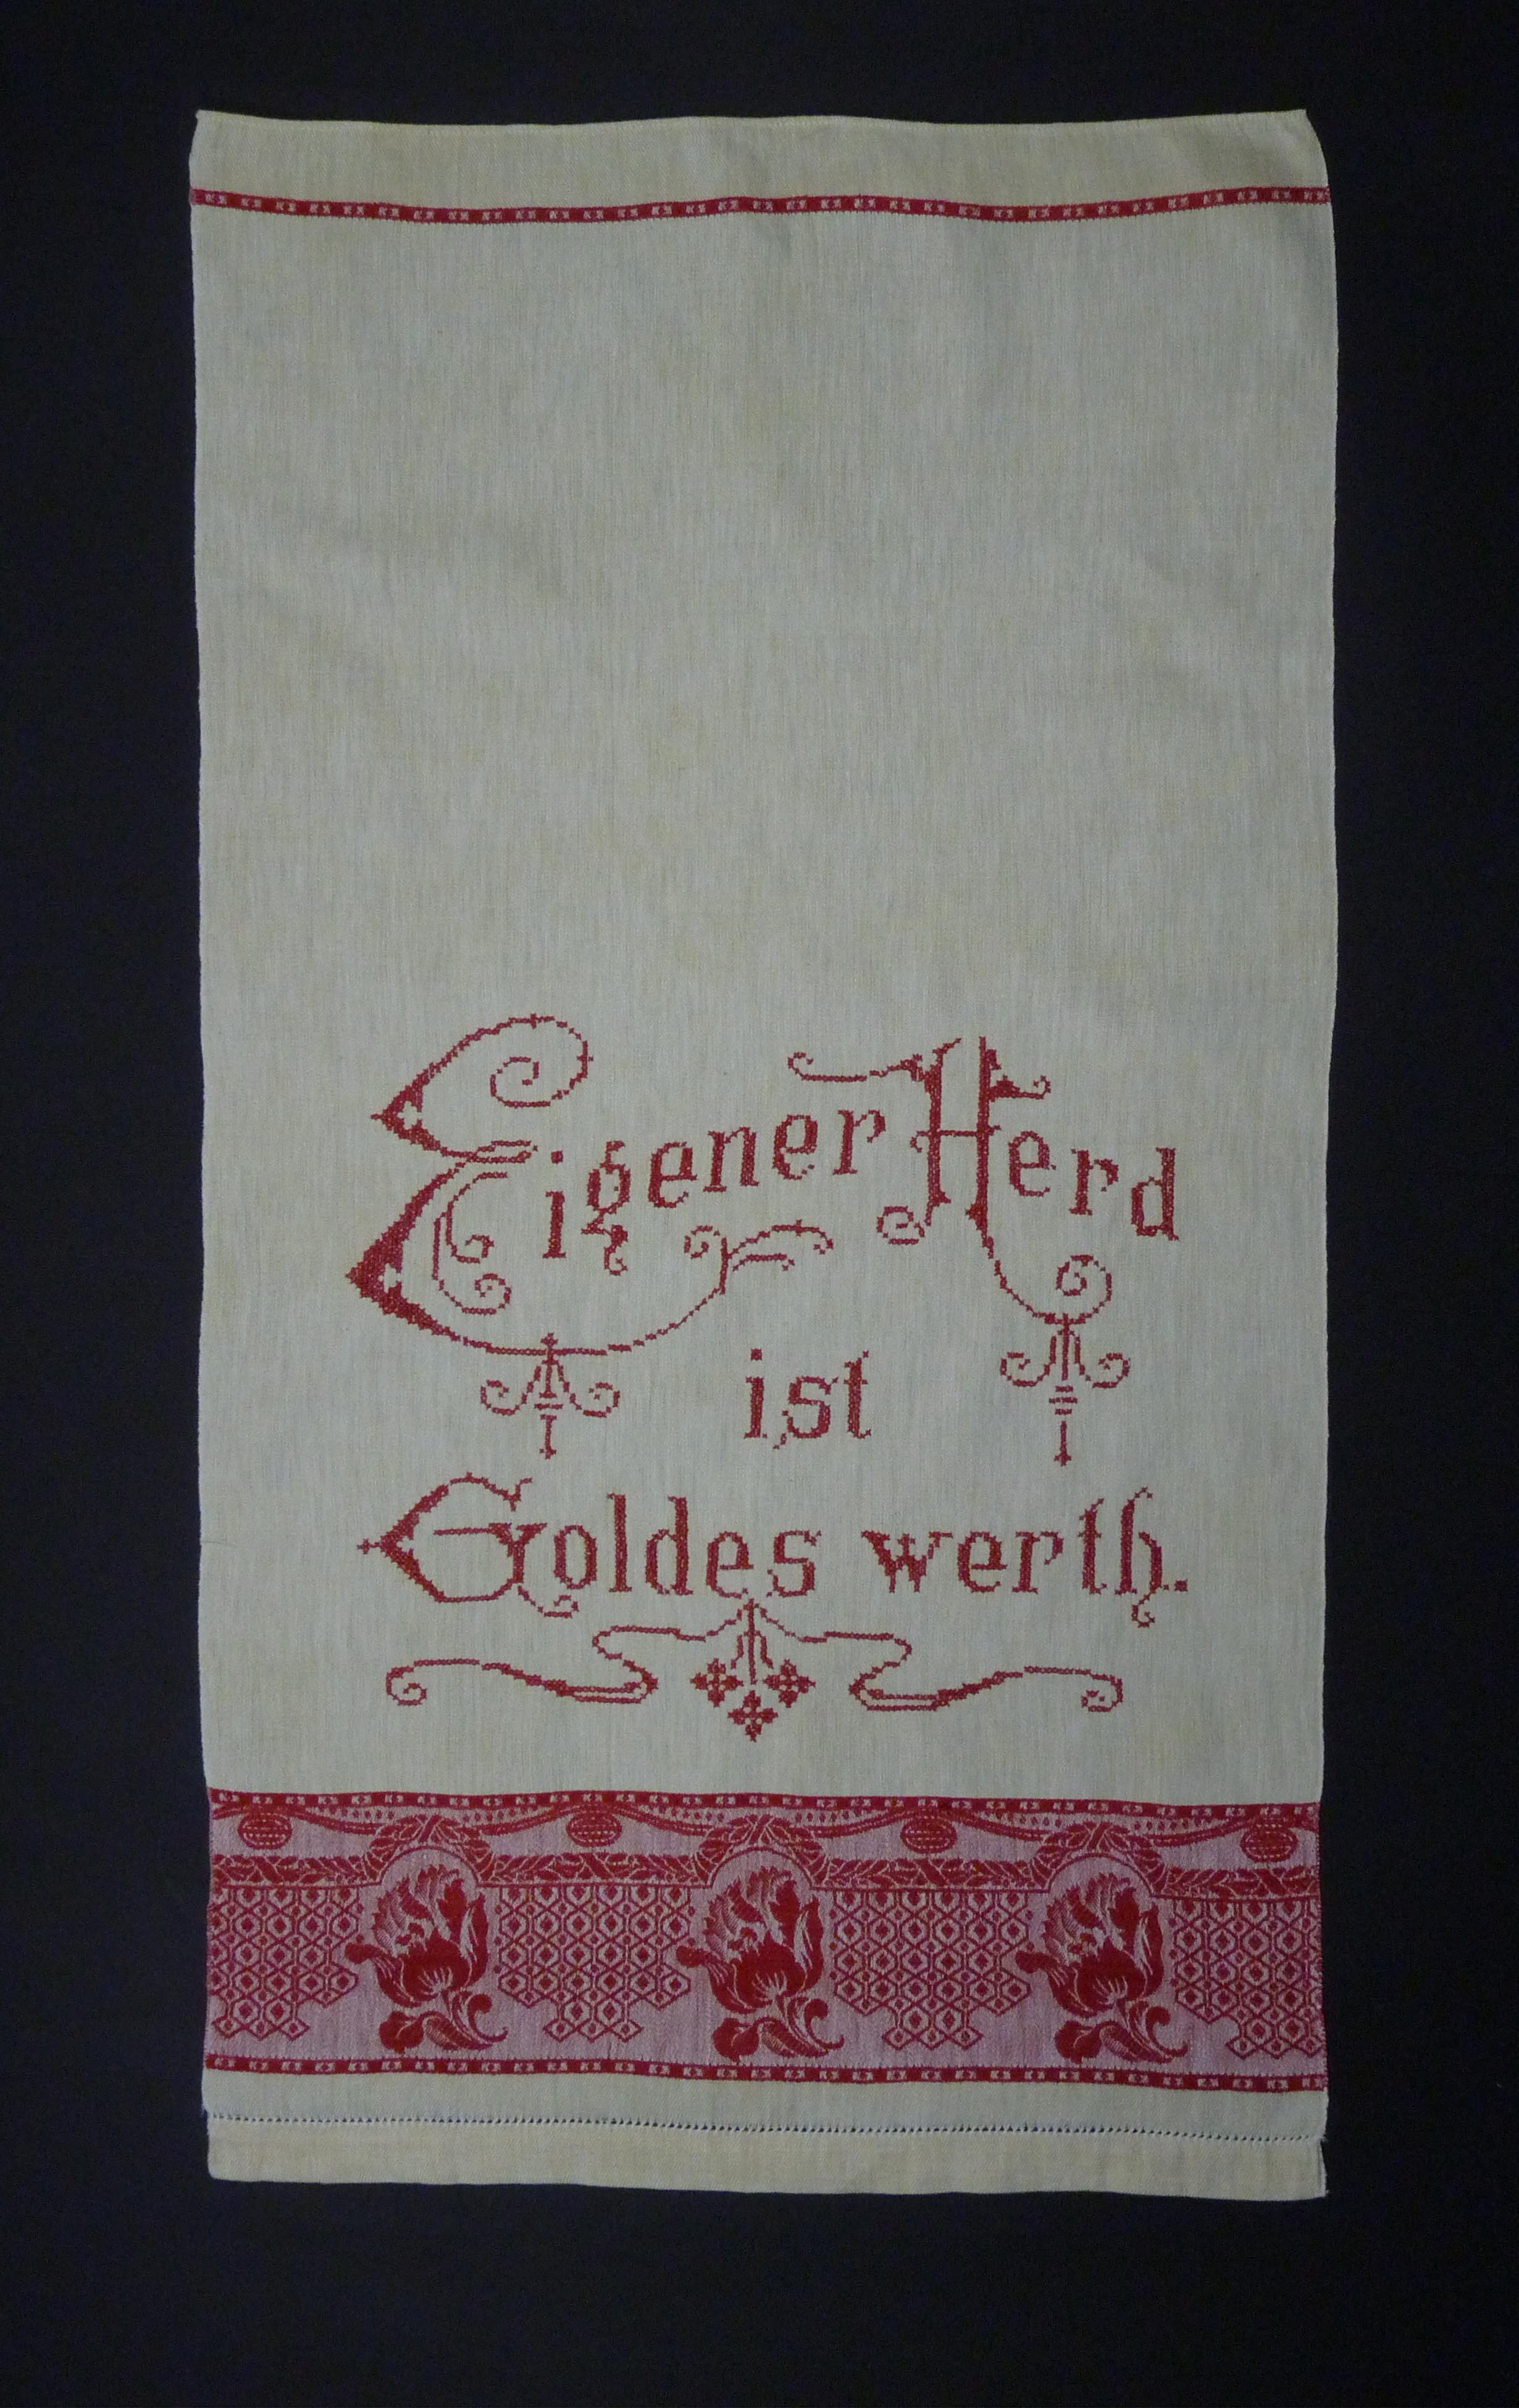 Eigener Herd
ist
Goldes werth.